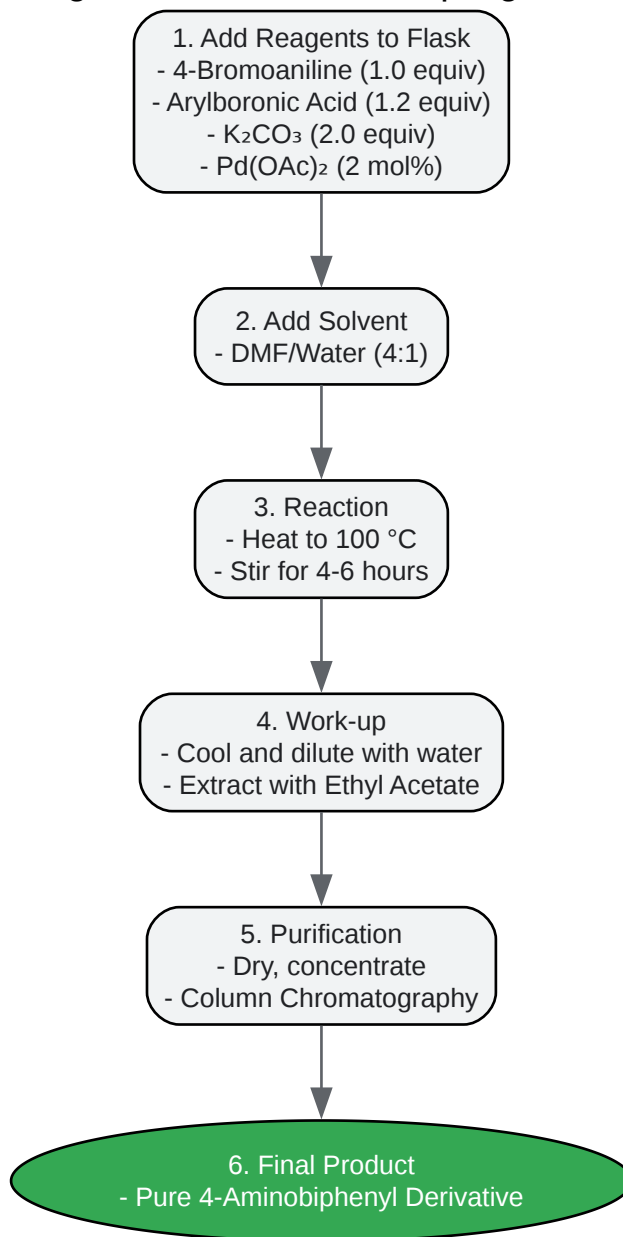 1. Add Reagents to Flask
- 4-Bromoaniline (1.0 equiv)
- Arylboronic Acid (1.2 equiv)
- K₂CO₃ (2.0 equiv)
- Pd(OAc)₂ (2 mol%)
2. Add Solvent
- DMF/Water (4:1)
3. Reaction
- Heat to 100 °C
- Stir for 4-6 hours
4. Work-up
- Cool and dilute with water
- Extract with Ethyl Acetate
5. Purification
- Dry, concentrate
- Column Chromatography
6. Final Product
- Pure 4-Aminobiphenyl Derivative